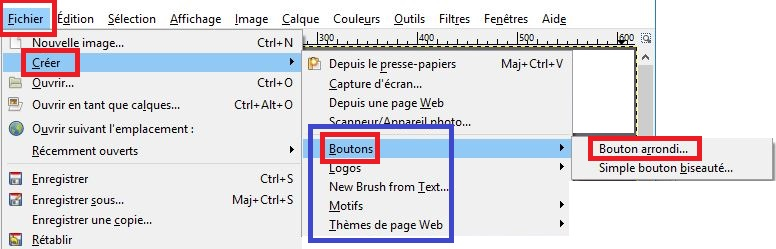 Fichier Édition Sélection Affichage Image Calque Couleurs Outils Filtres Fenêtres Aide
300 400 500 600
Nouvelle image... Ctrl+N
Créer
Ouvrir... Ctrl+O
Ouvrir en tant que calques... Ctrl+Alt+O
Ouvrir suivant l'emplacement :
Récemment ouverts
Enregistrer Ctrl+S
Enregistrer sous... Maj+Ctrl+S
Enregistrer une copie...
Rétablir
Depuis le presse-papiers Maj+Ctrl+V
Capture d'écran...
Depuis une page Web
Scanneur/Appareil photo...
Boutons
Logos
New Brush from Text...
Motifs
Thèmes de page Web
Bouton arrondi...
Simple bouton biseauté...